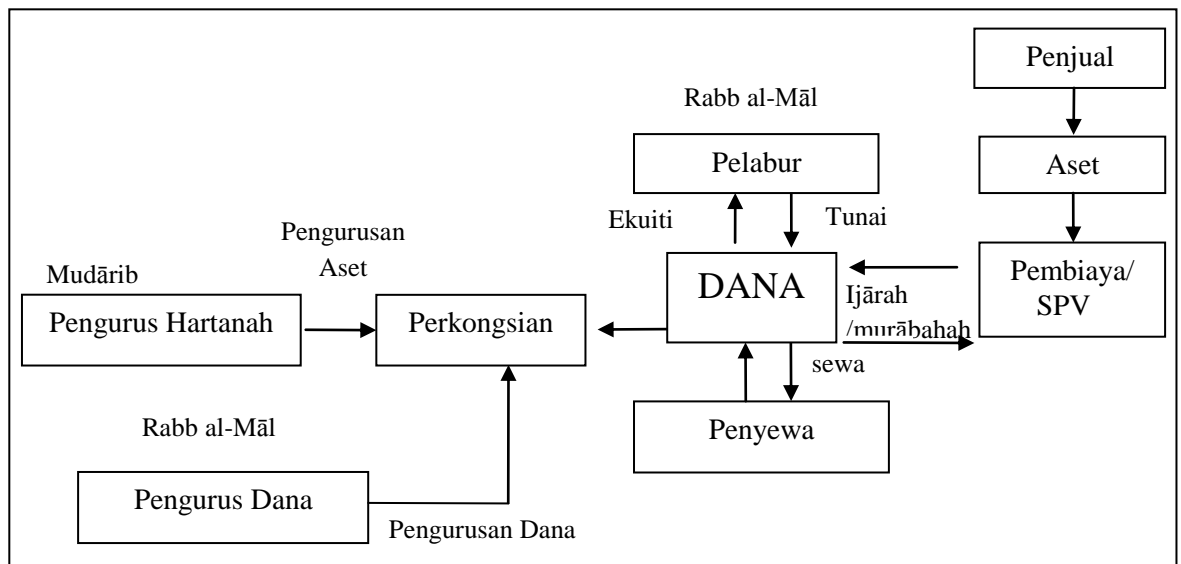 Penjual
Rabb al-Māl
Pelabur
Aset
Ekuiti
Tunai
Pengurusan
Aset
Mudārib
Pengurus Hartanah
Perkongsian
DANA
Ijārah
/murābahah
Pembiaya/
SPV
sewa
Penyewa
Rabb al-Māl
Pengurus Dana
Pengurusan Dana